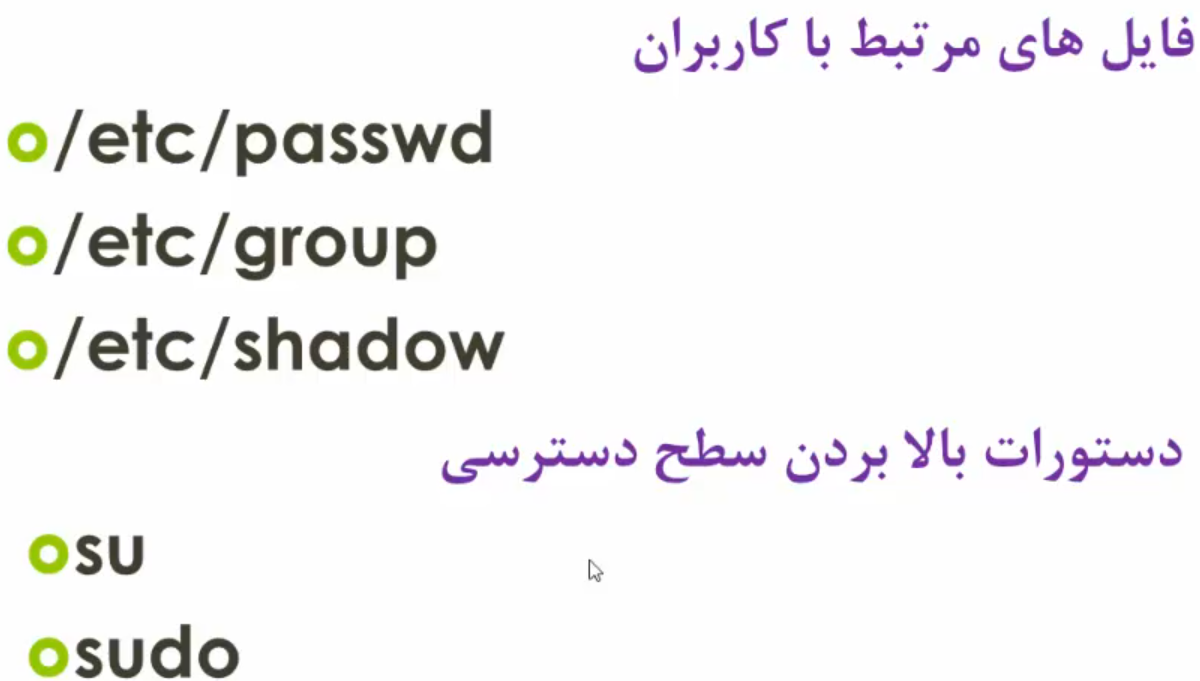 فایل های مرتبط با کاربران
/etc/passwd
/etc/group
/etc/shadow
دستورات بالا بردن سطح دسترسی
su
sudo